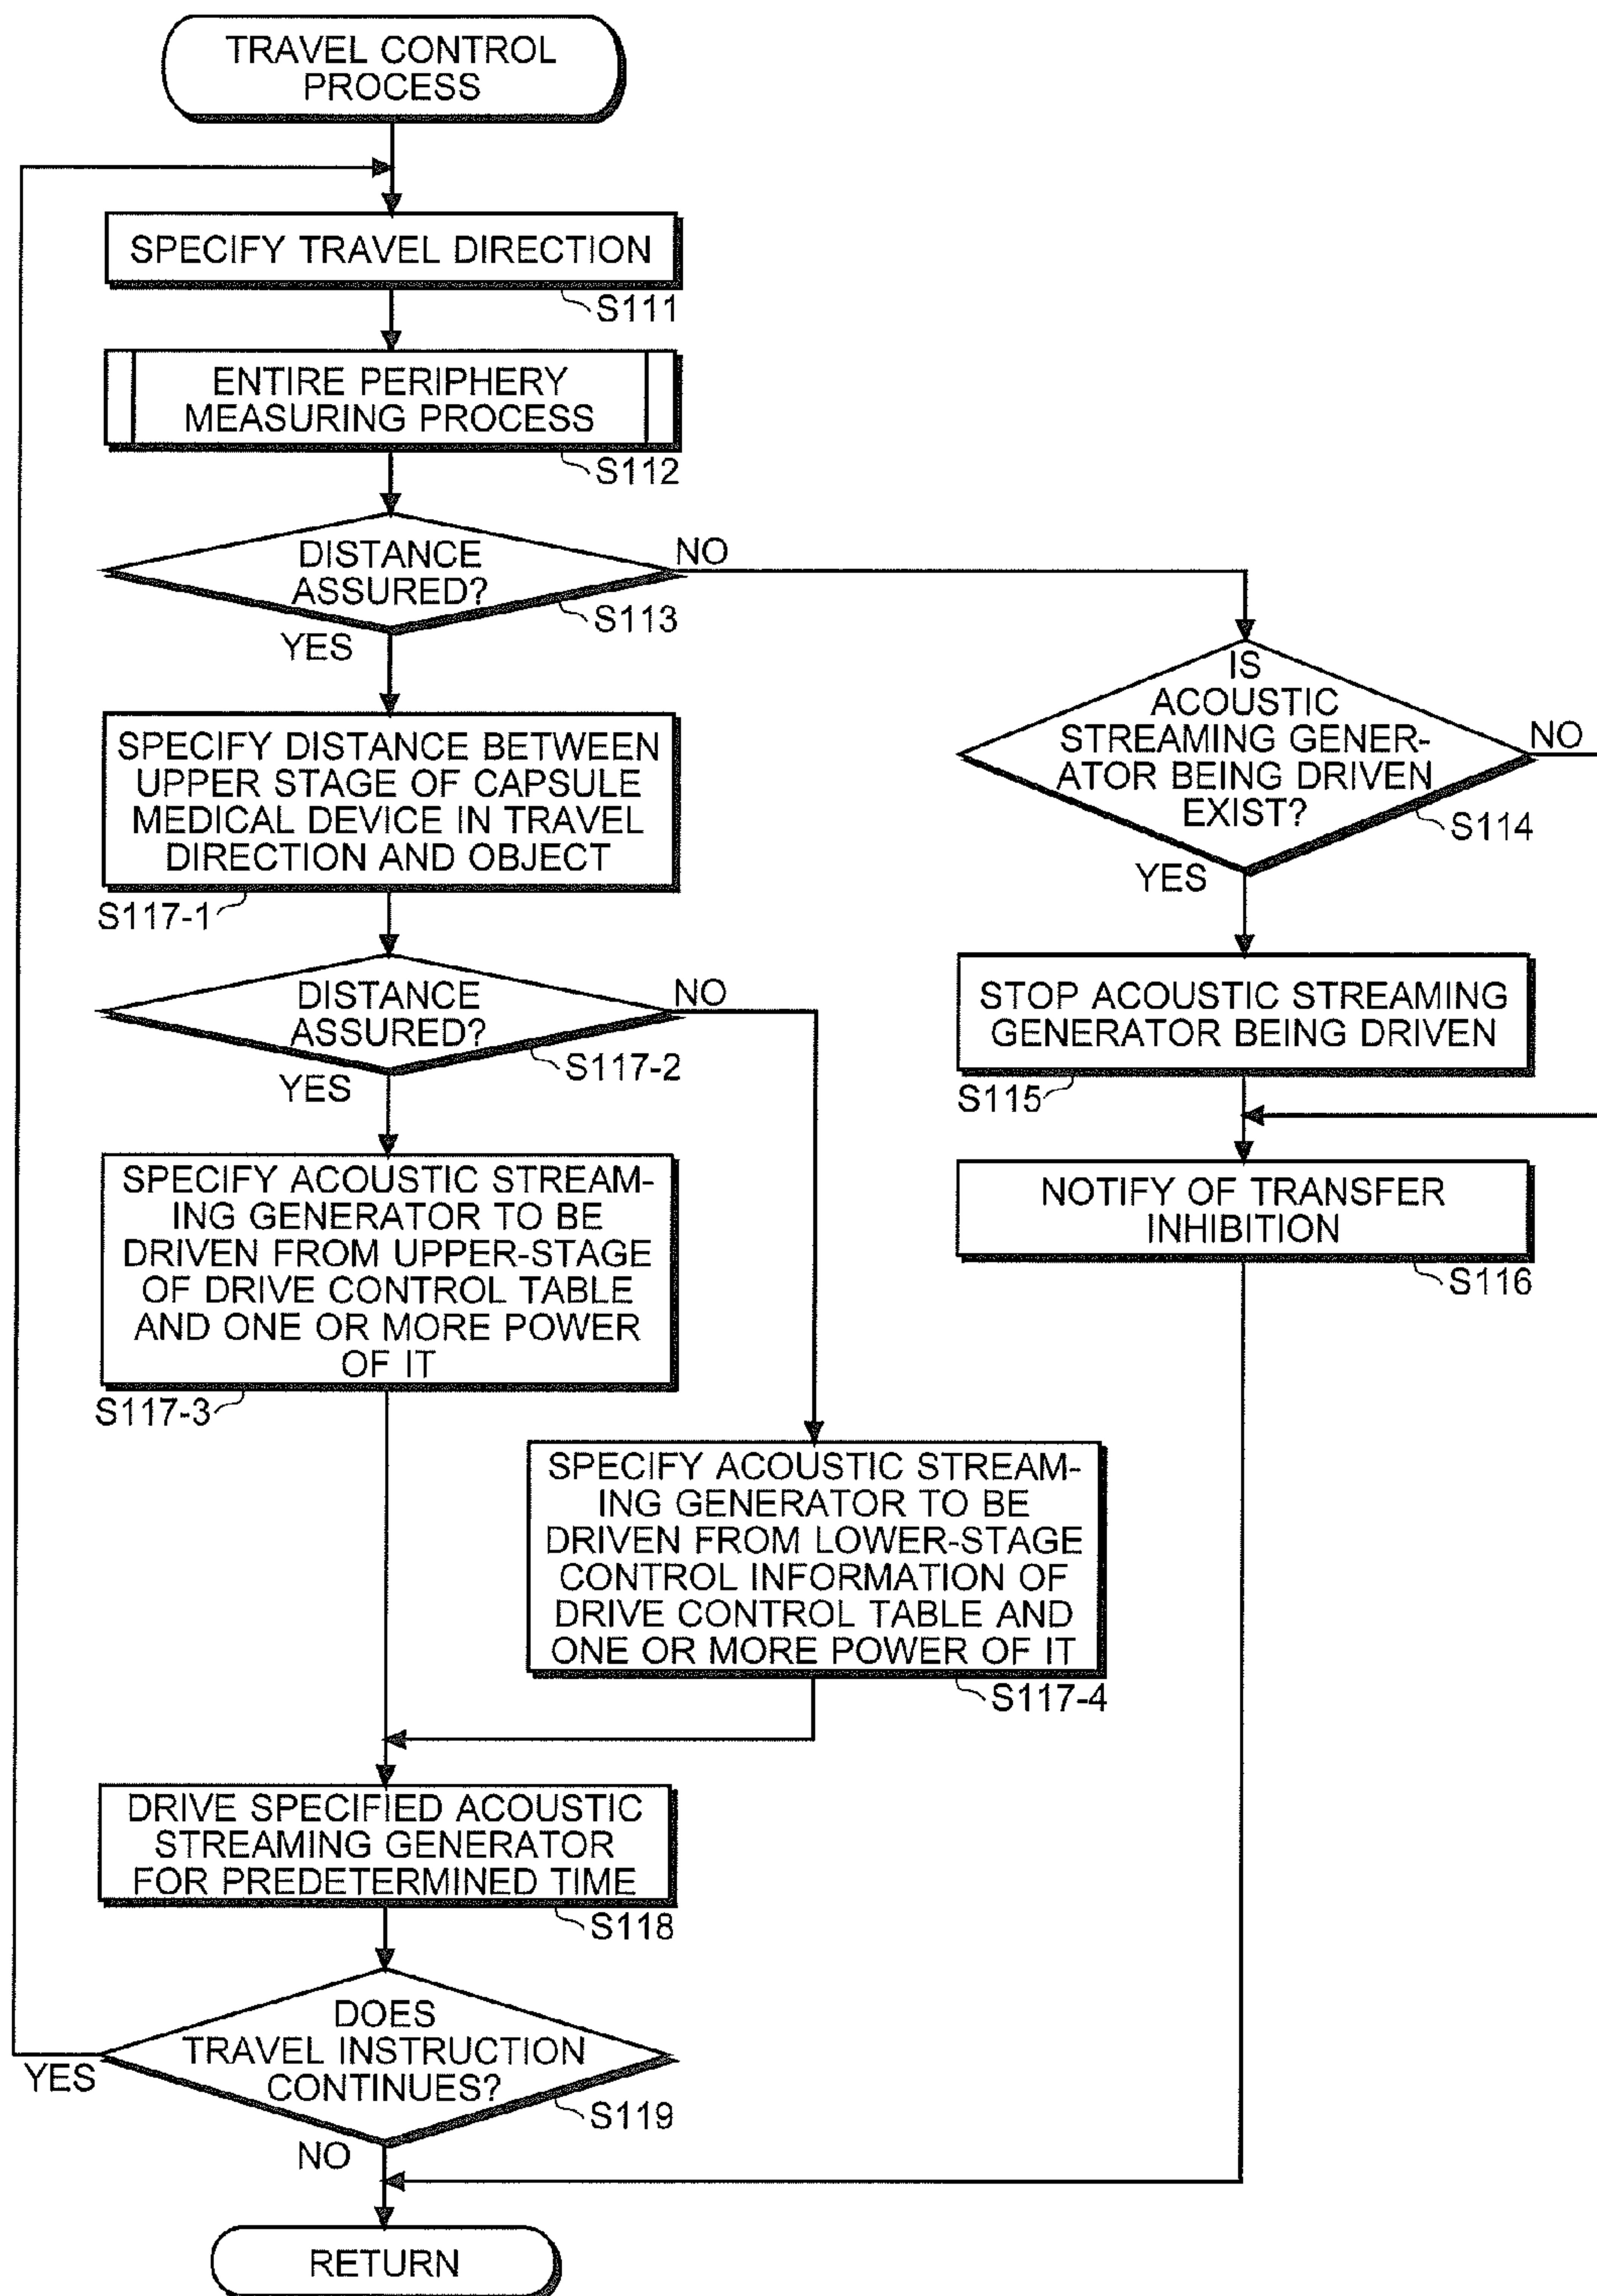 TRAVEL CONTROL
PROCESS
SPECIFY TRAVEL DIRECTION
S111
ENTIRE PERIPHERY
MEASURING PROCESS
S112
DISTANCE
ASSURED?
NO
S113
YES
IS
ACOUSTIC
STREAMING GENER-
ATOR BEING DRIVEN
EXIST?
NO
S114
YES
SPECIFY DISTANCE BETWEEN
UPPER STAGE OF CAPSULE
MEDICAL DEVICE IN TRAVEL
DIRECTION AND OBJECT
S117-1
DISTANCE
ASSURED?
NO
S117-2
YES
STOP ACOUSTIC STREAMING
GENERATOR BEING DRIVEN
S115
NOTIFY OF TRANSFER
INHIBITION
S116
SPECIFY ACOUSTIC STREAM-
ING GENERATOR TO BE
DRIVEN FROM UPPER-STAGE
OF DRIVE CONTROL TABLE
AND ONE OR MORE POWER
OF IT
S117-3
SPECIFY ACOUSTIC STREAM-
ING GENERATOR TO BE
DRIVEN FROM LOWER-STAGE
CONTROL INFORMATION OF
DRIVE CONTROL TABLE AND
ONE OR MORE POWER OF IT
S117-4
DRIVE SPECIFIED ACOUSTIC
STREAMING GENERATOR
FOR PREDETERMINED TIME
S118
DOES
TRAVEL INSTRUCTION
CONTINUES?
YES
S119
NO
RETURN